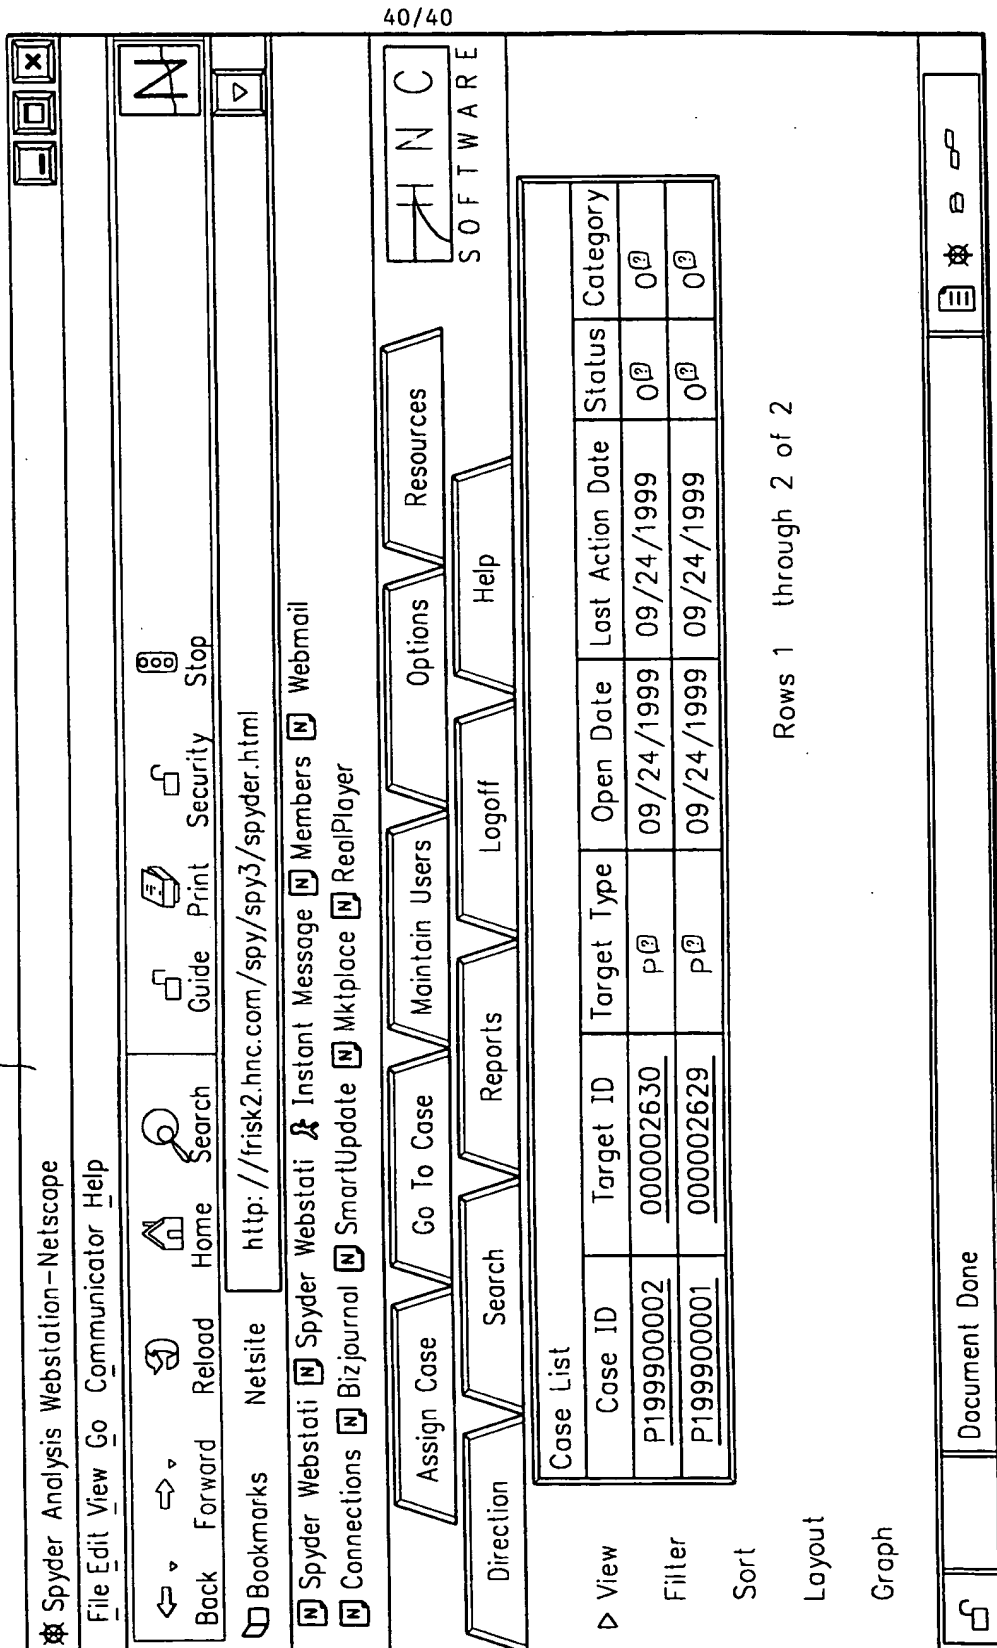 40/40
Spyder Analysis Webstation-Netscape
File Edit View Go Communicator Help
Back Forward Reload Home Search Guide Print Security Stop
N
Bookmarks Netsite http://frisk2.hnc.com/spy/spy3/spyder.html
N Spyder Webstati N Spyder Webstati Instant Message N Members N Webmail
N Connections N Bizjournal N SmartUpdate N Mktplace N RealPlayer
Assign Case Go To Case Maintain Users Options Resources
Direction Search Reports Logoff Help
HNC
SOFTWARE
Case List
Case ID Target ID Target Type Open Date Last Action Date Status Category
P199900002 000002630 P? 09/24/1999 09/24/1999 O? O?
P199900001 000002629 P? 09/24/1999 09/24/1999 O? O?
View
Filter
Sort
Layout
Graph
Rows 1 through 2 of 2
Document Done